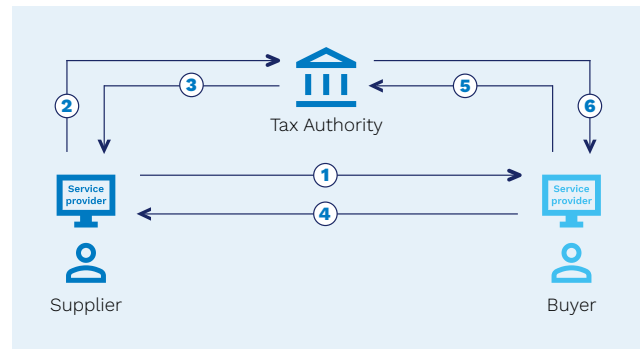 3
2
5
6
Tax Authority
1
Service
provider
Service
provider
4
Supplier
Buyer